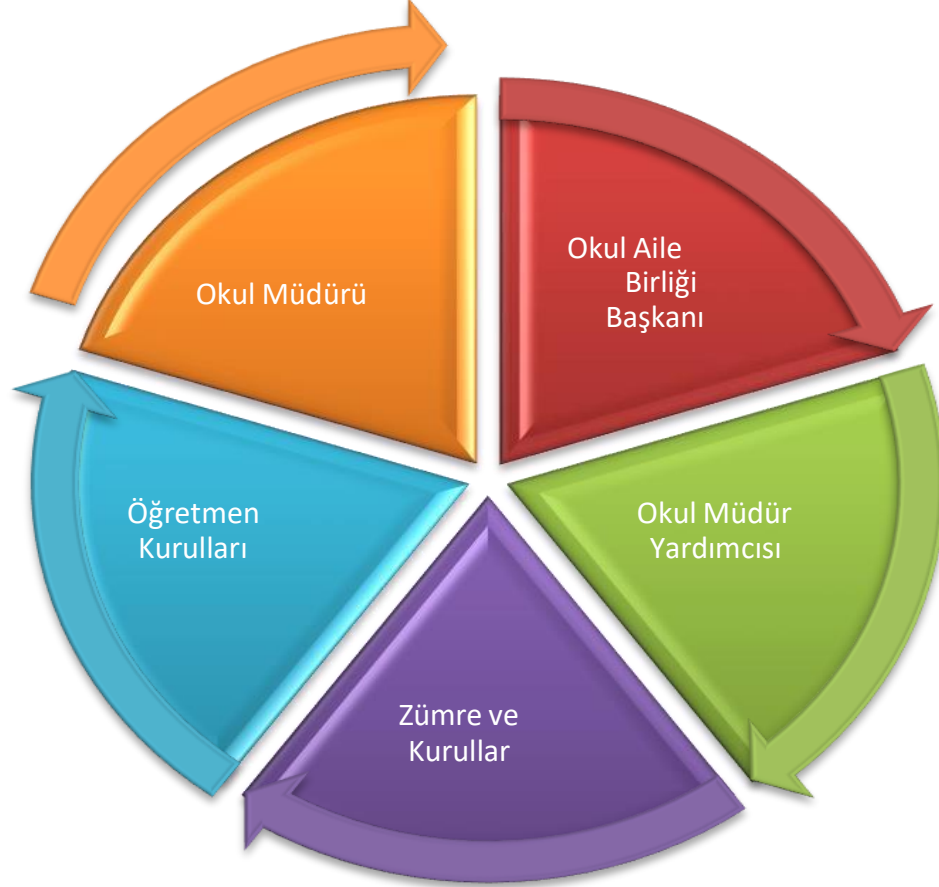 Okul Müdürü
Okul Aile
Birliği
Başkanı
Okul Müdür
Yardımcısı
Zümre ve
Kurullar
Öğretmen
Kurulları